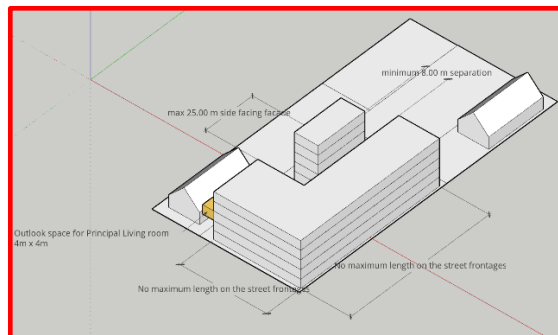 minimum 8.00 m separation
max 25.00 m side facing facade
Outlook space for Principal Living room
4m x 4m
No maximum length on the street frontages
No maximum length on the street frontages